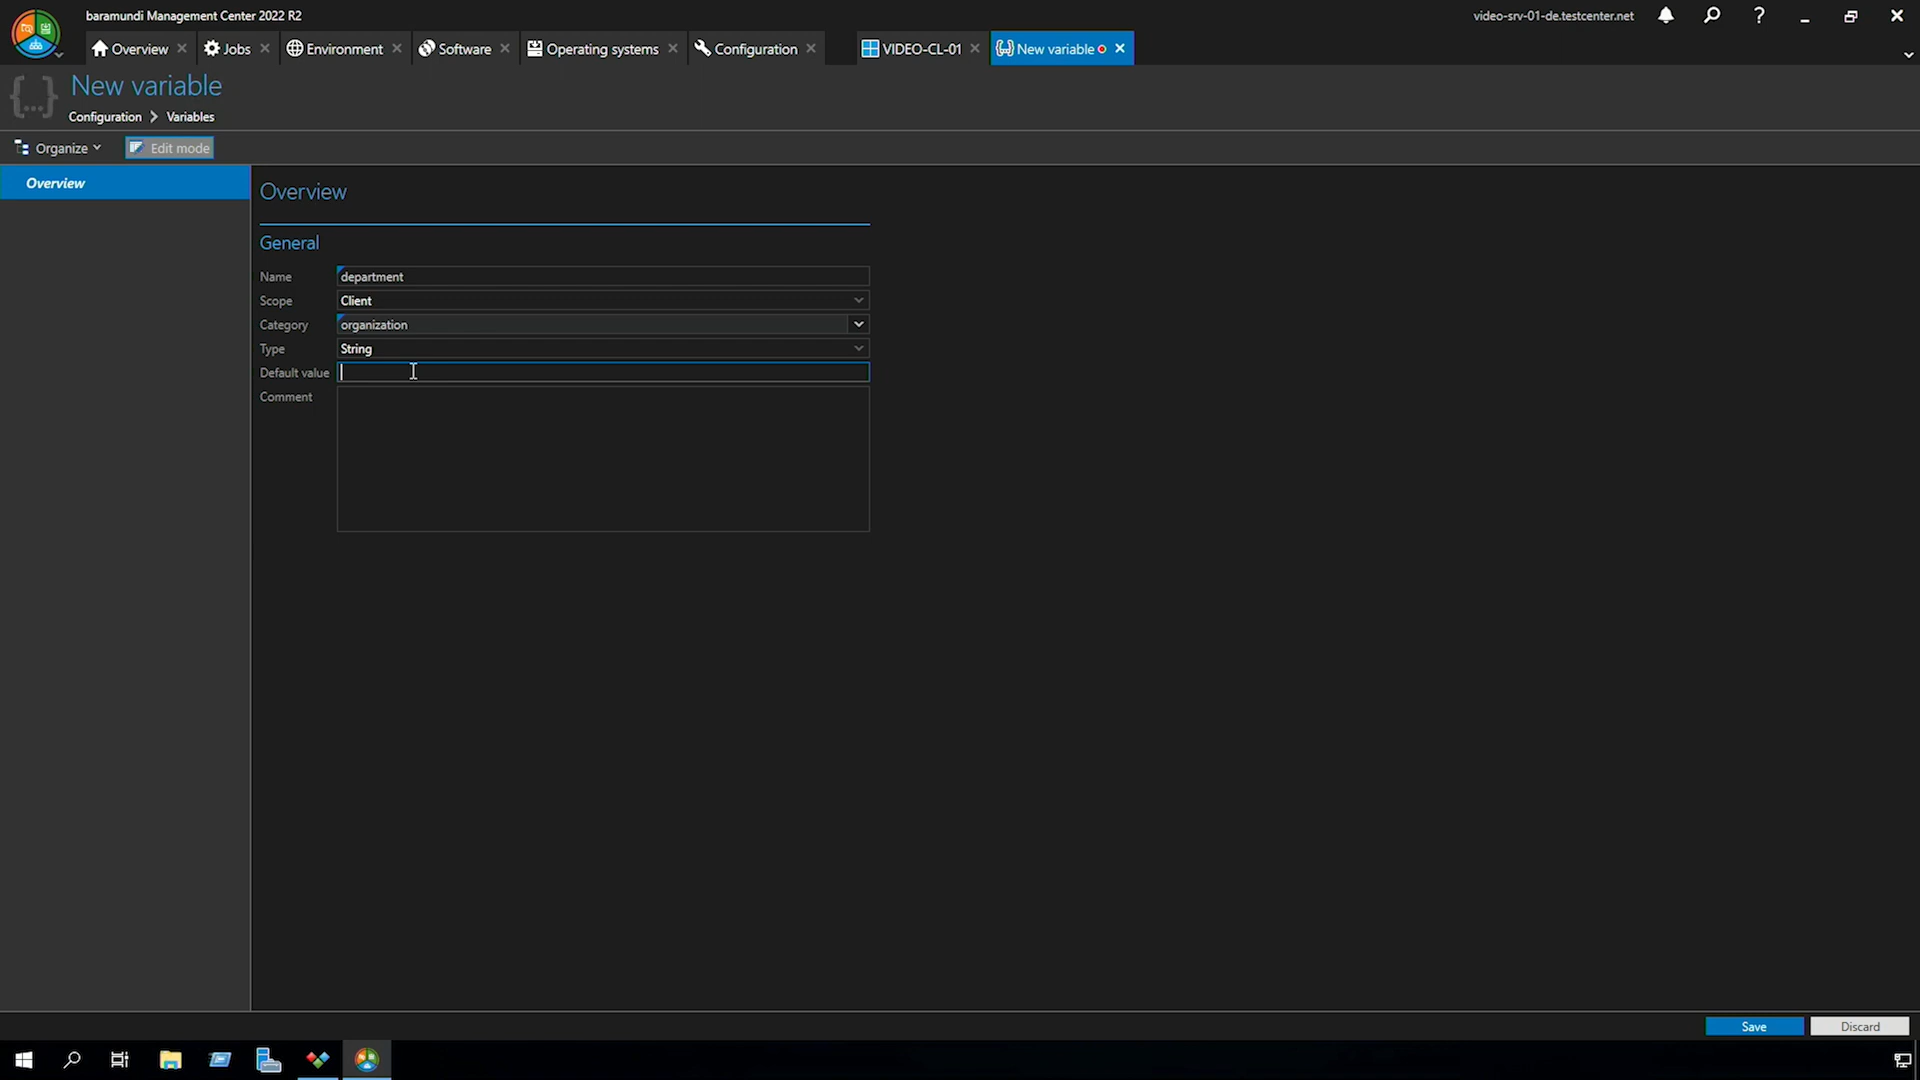 baramundi Management Center 2022 R2
video-srv-01-de.testcenter.net
Overview
Jobs
Environment
Software
Operating systems
Configuration
VIDEO-CL-01
New variable
New variable
Configuration
Variables
Organize
Edit mode
Overview
Overview
General
Name department
Scope Client
Category organization
Type String
Default value
Comment
Save
Discard